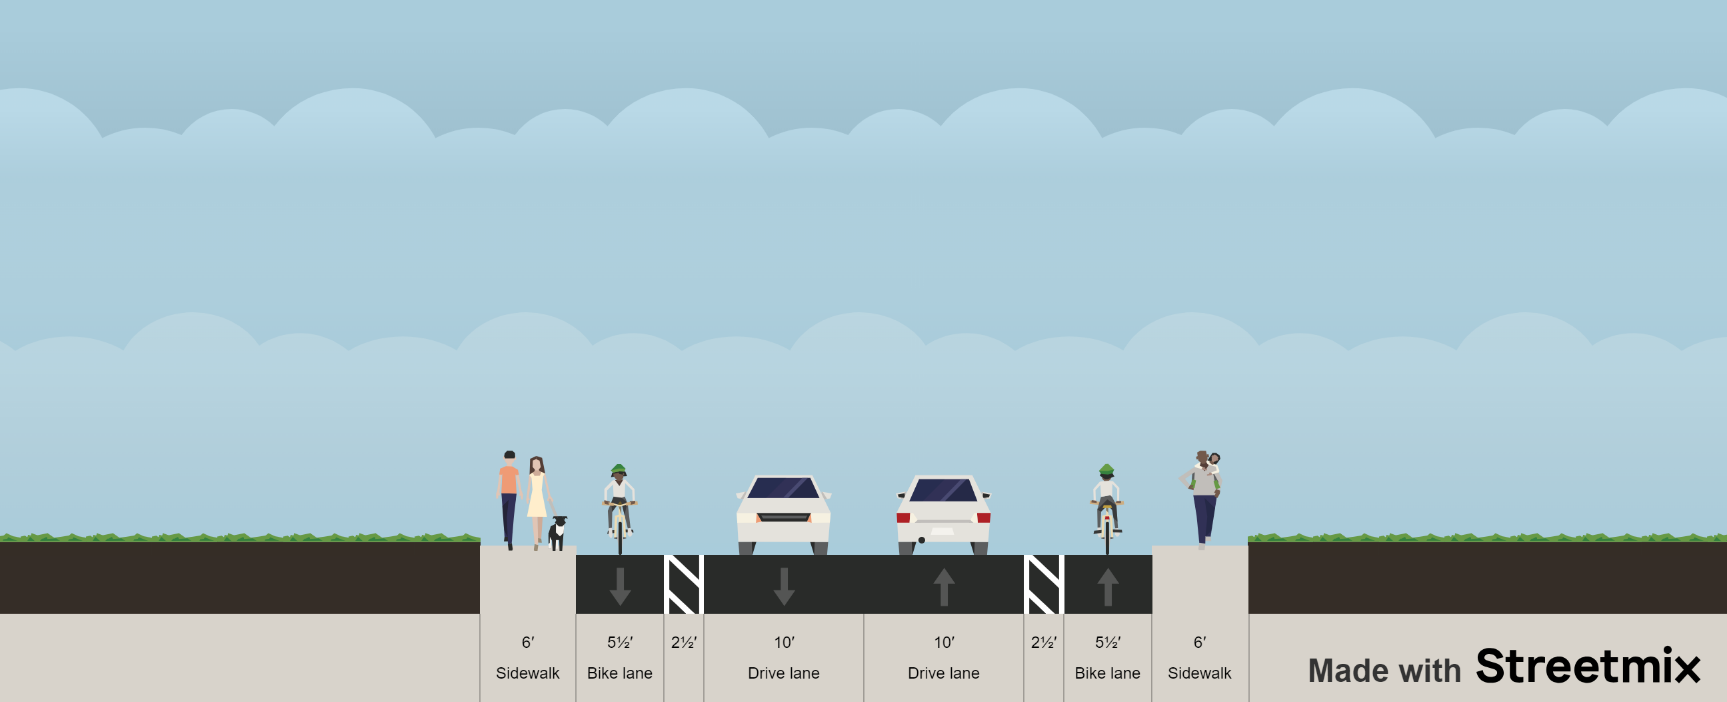 6′ 5½′ 2½′ 10′ 10′ 2½′ 5½′ 6′
Sidewalk Bike lane Drive lane Drive lane Bike lane Sidewalk
Made with Streetmix